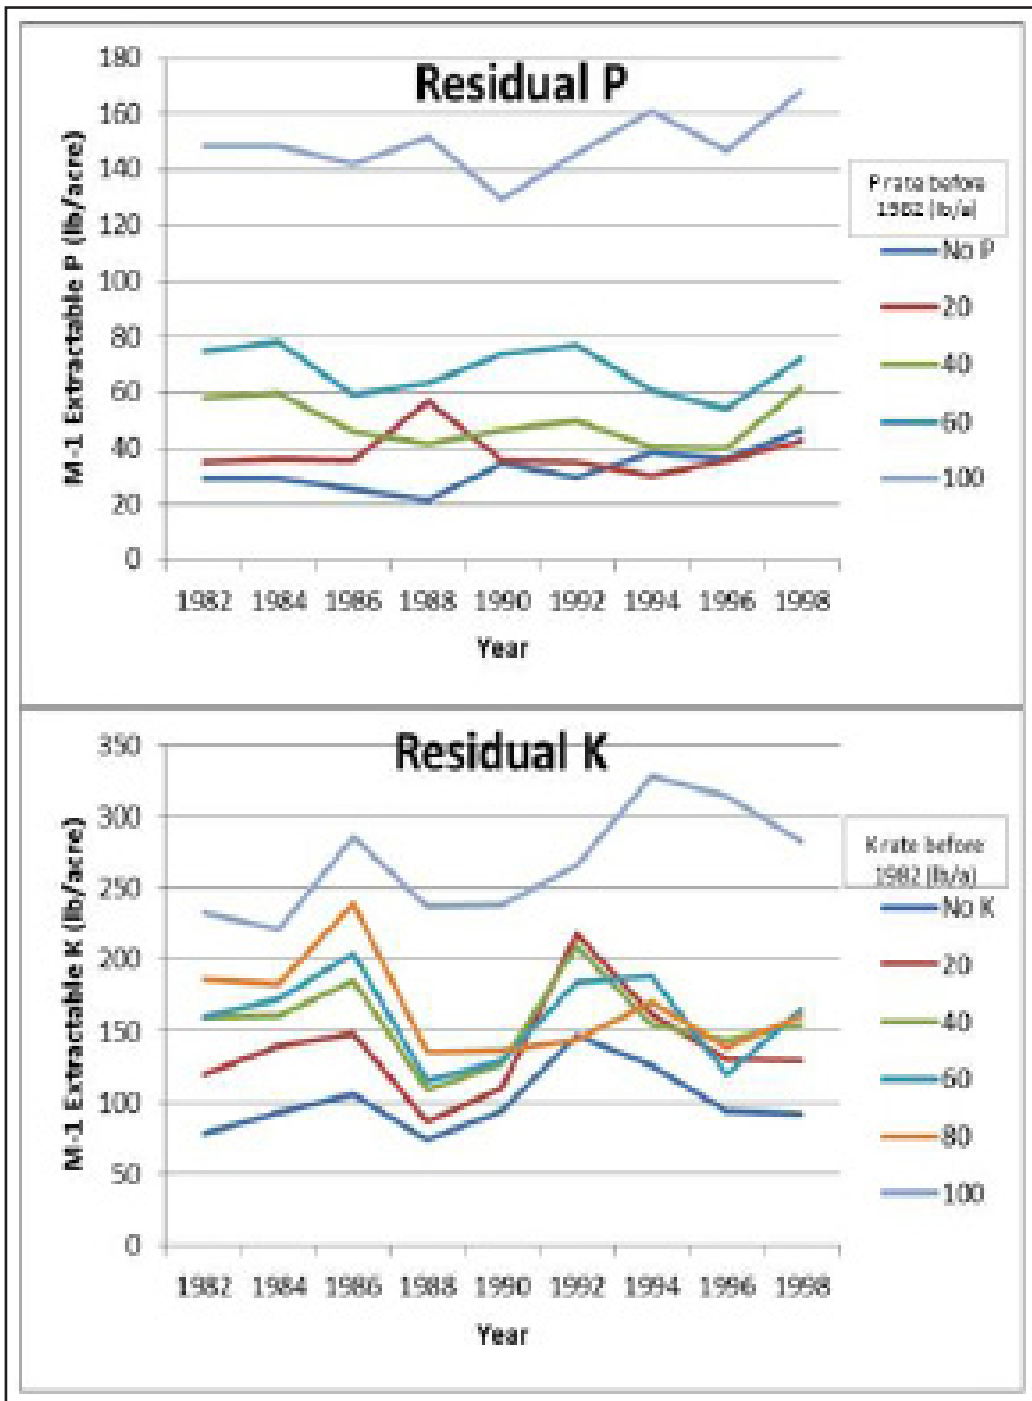 Residual P
M-1 Extractable P (lb/acre)
180
160
140
120
100
80
60
40
20
0
1982 1984 1986 1988 1990 1992 1994 1996 1998
Year
P rate before
1982 (lb/a)
No P
20
40
60
100
Residual K
M-1 Extractable K (lb/acre)
350
300
250
200
150
100
50
0
1982 1984 1986 1988 1990 1992 1994 1996 1998
Year
K rate before
1982 (lb/a)
No K
20
40
60
80
100